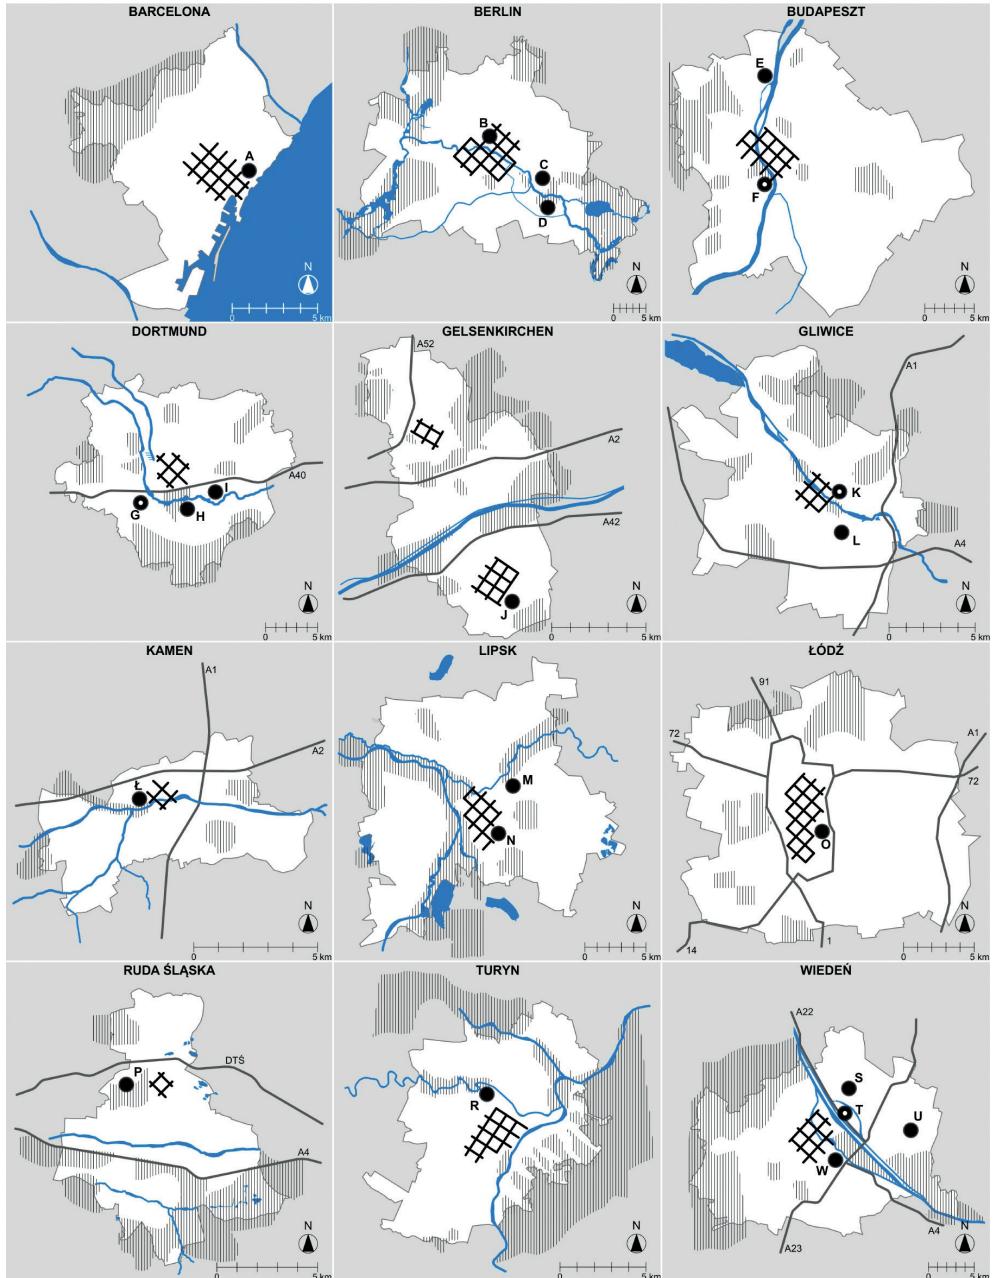 BARCELONA
A
N
0 5 km
BERLIN
B
C
D
N
0 5 km
BUDAPESZT
E
F
N
0 5 km
DORTMUND
A40
G
H
I
N
0 5 km
GELSENKIRCHEN
A52
A2
A42
J
N
0 5 km
GLIWICE
A1
K
L
A4
N
0 5 km
KAMEN
A1
A2
Ł
N
0 5 km
LIPSK
M
N
N
0 5 km
ŁÓDŹ
91
72
A1
72
O
14
1
N
0 5 km
RUDA ŚLĄSKA
P
DTŚ
A4
N
0 5 km
TURYN
R
N
0 5 km
WIEDEŃ
A22
S
T
U
W
A4
A23
N
0 5 km